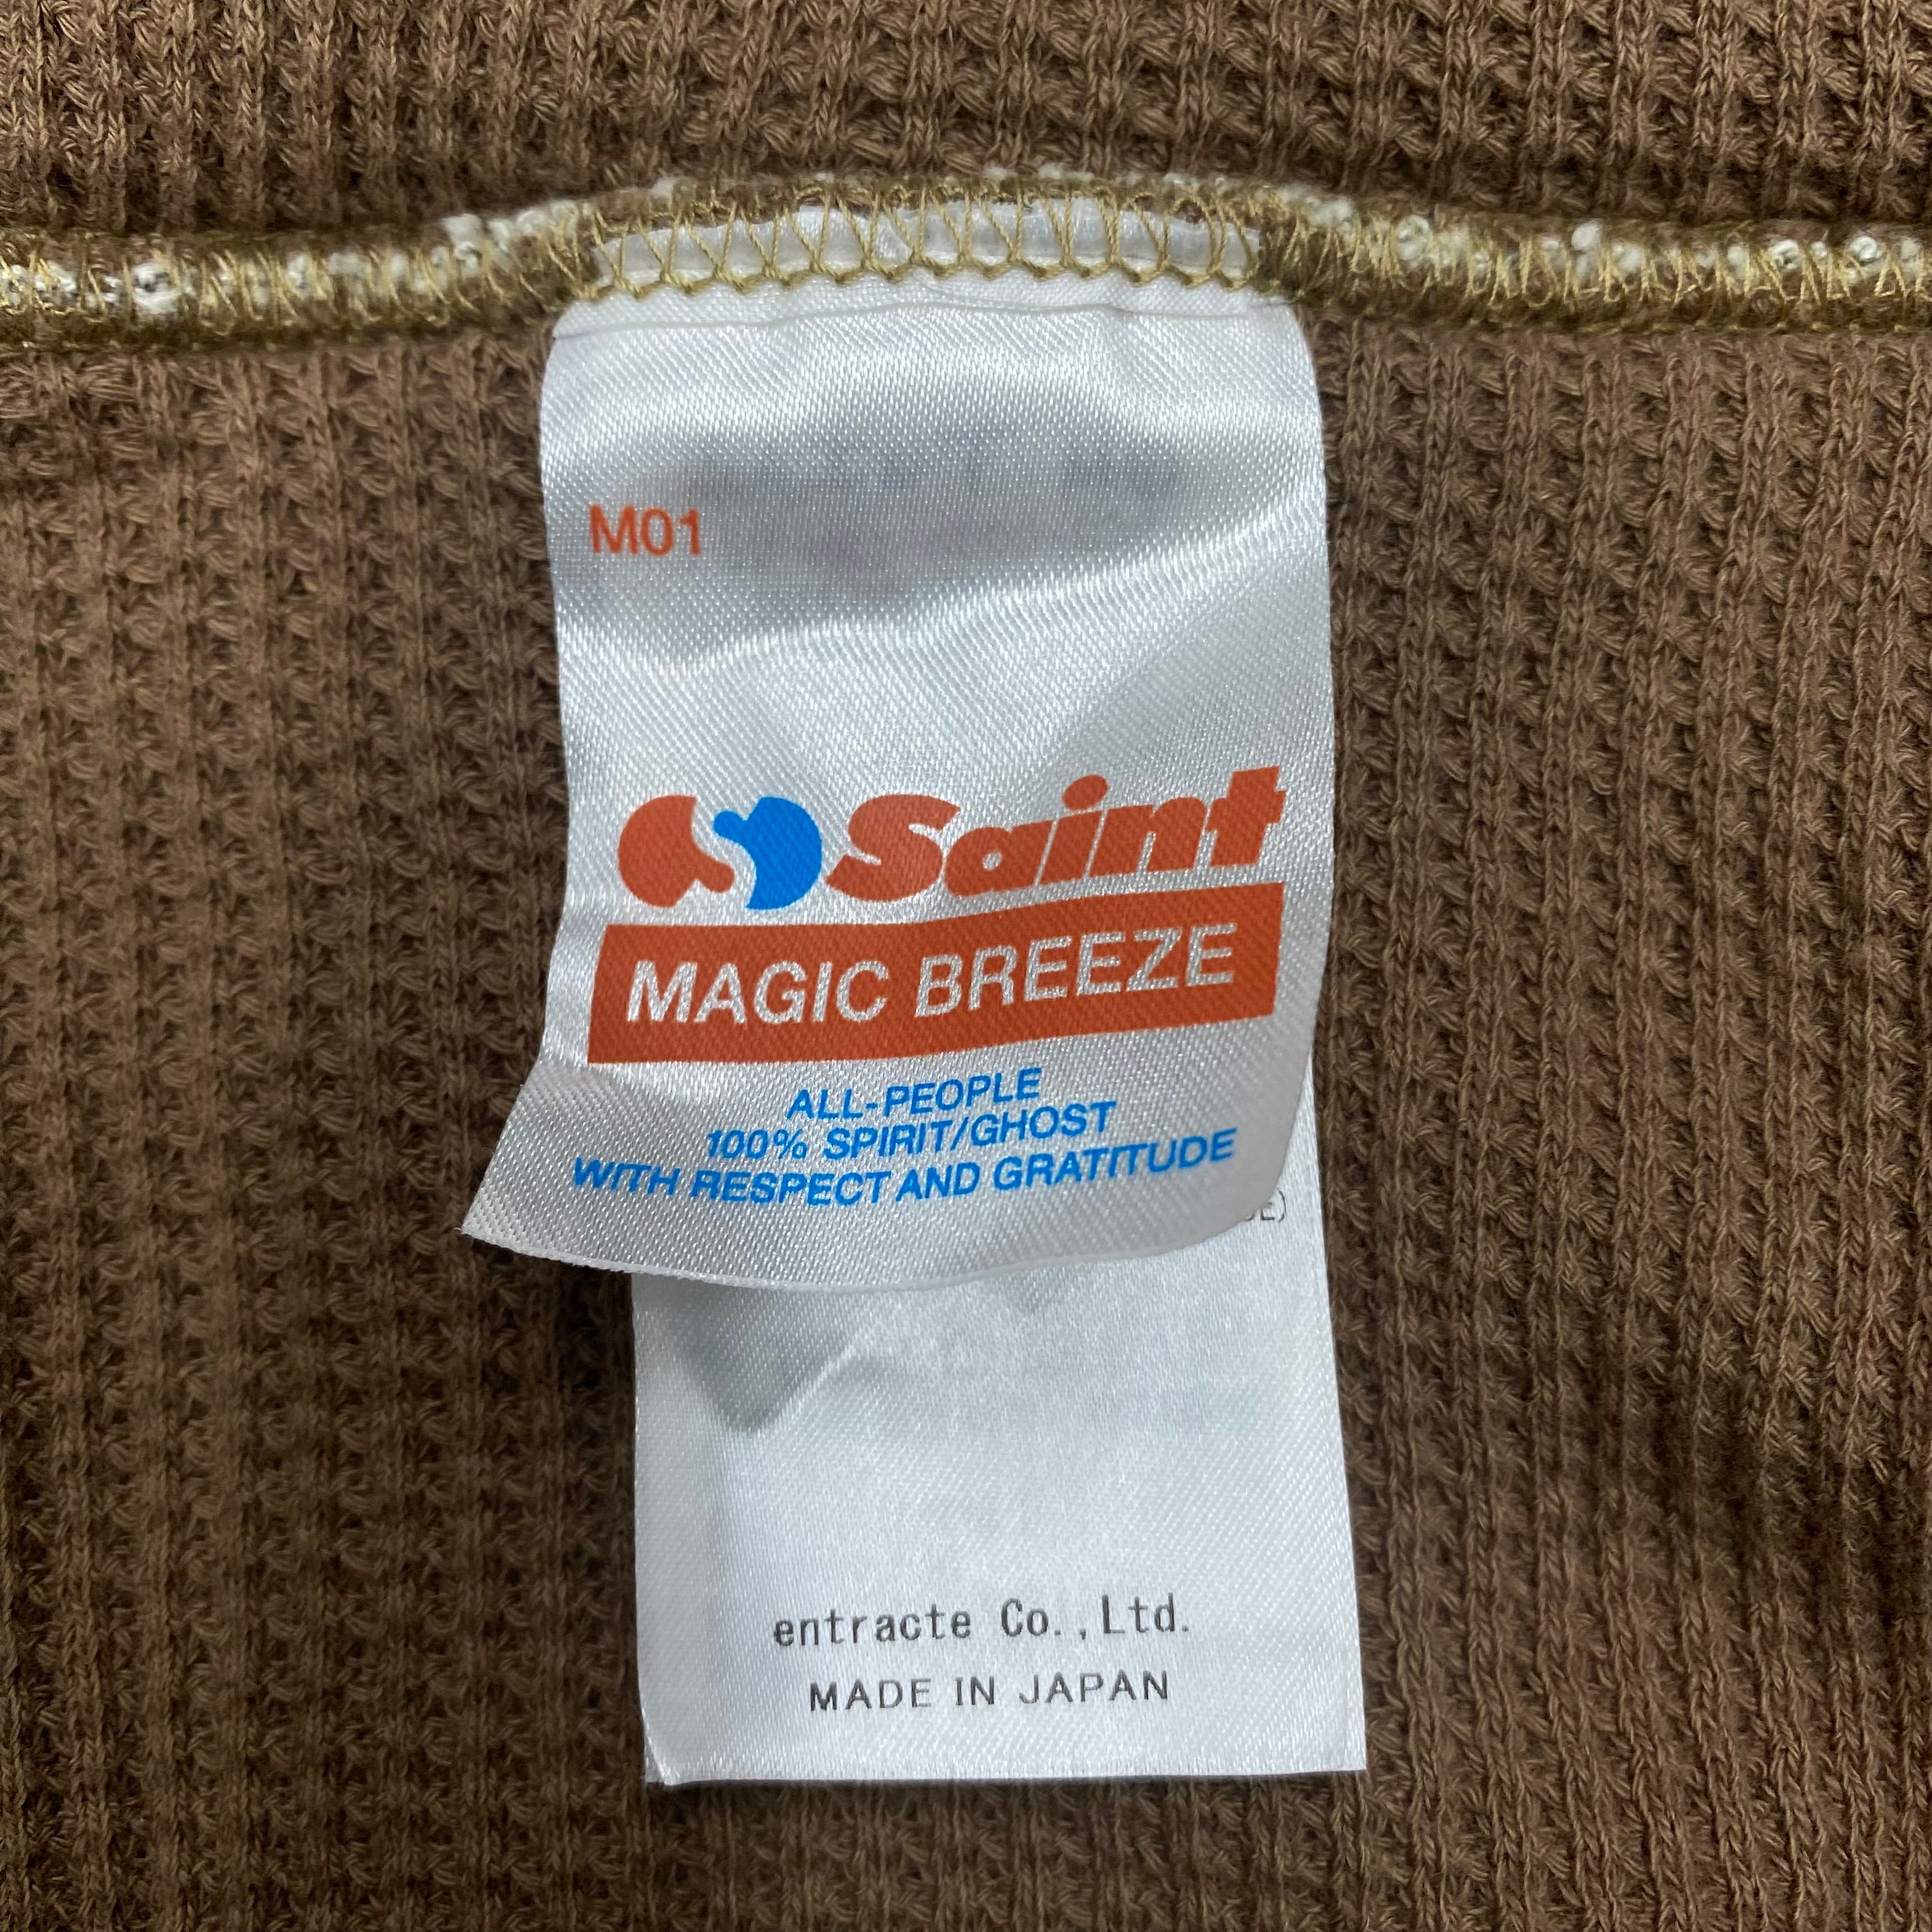 M01
Saint
MAGIC BREEZE
ALL-PEOPLE
100% SPIRIT/GHOST
WITH RESPECT AND GRATITUDE
entracte Co.,Ltd.
MADE IN JAPAN